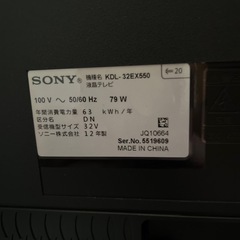 SONY 機種名 KDL-32EX550
液晶テレビ
20
100 V ～ 50/60 Hz 79 W
年間消費電力量 63 kWh/年
区分名 DN
受信機型サイズ 32V
ソニー株式会社 12年製
JQ10664
Ser.No.5519609
MADE IN CHINA